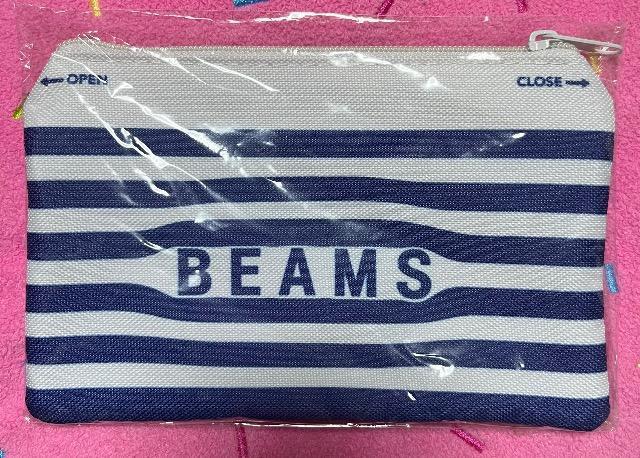 ← OPEN CLOSE →
BEAMS